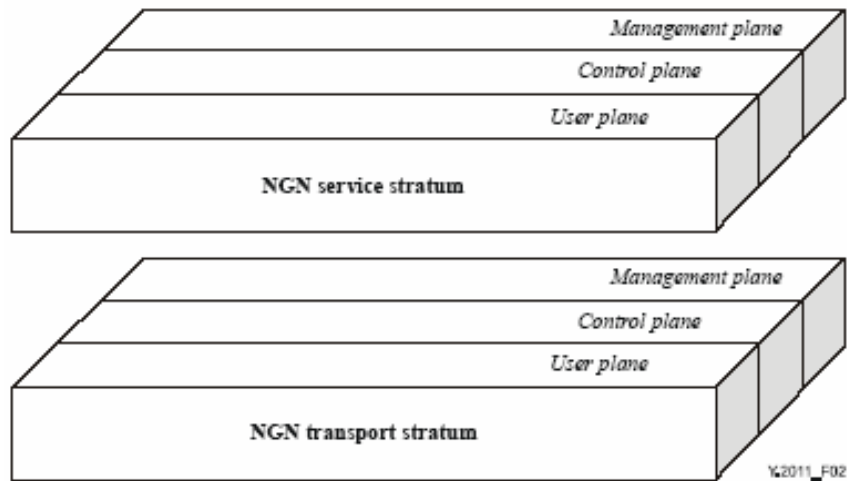 Management plane
Control plane
User plane
NGN service stratum
Management plane
Control plane
User plane
NGN transport stratum
Y.2011_F02